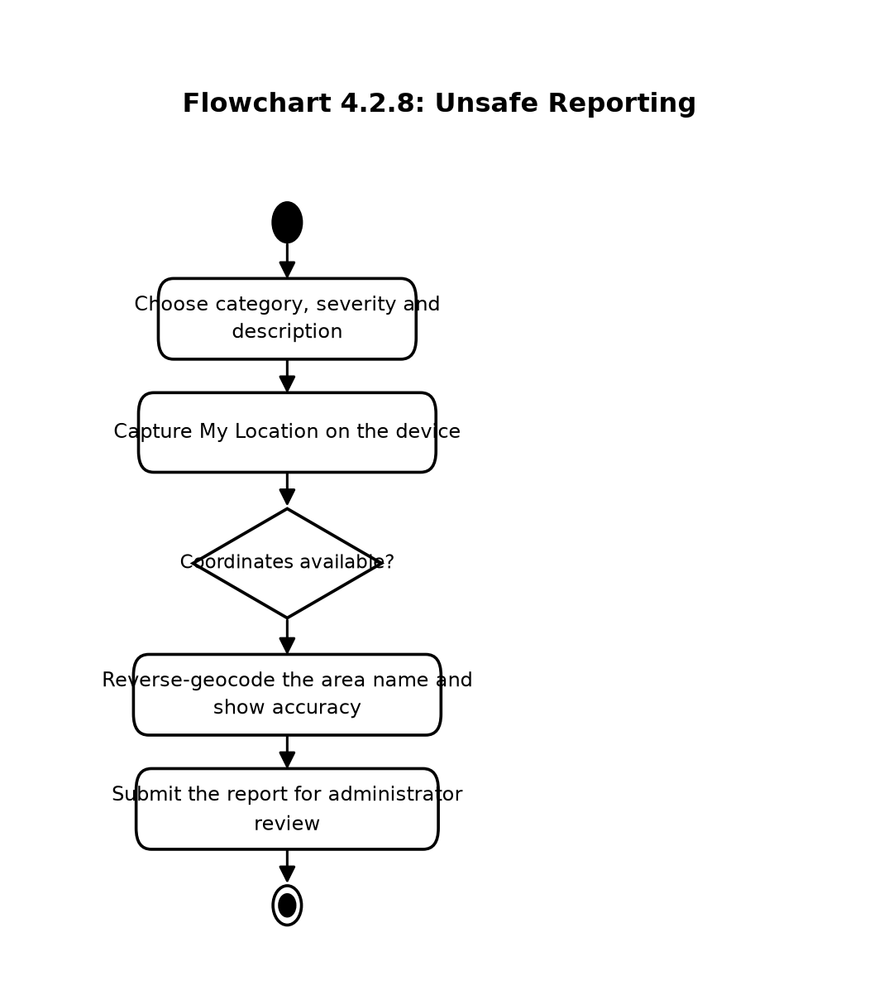 Flowchart 4.2.8: Unsafe Reporting
Choose category, severity and
description
Capture My Location on the device
Coordinates available?
Reverse-geocode the area name and
show accuracy
Submit the report for administrator
review